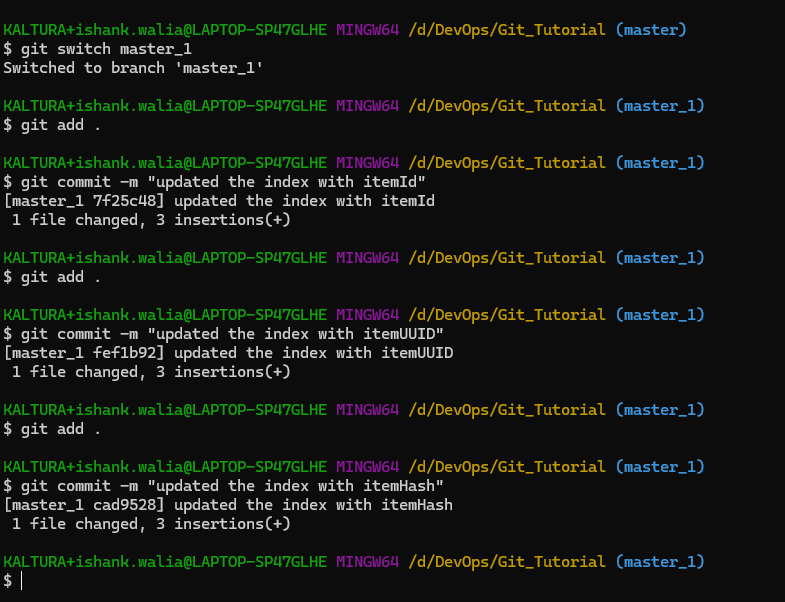 KALTURA+ishank.walia@LAPTOP-SP47GLHE MINGW64 /d/DevOps/Git_Tutorial (master)
$ git switch master_1
Switched to branch 'master_1'
KALTURA+ishank.walia@LAPTOP-SP47GLHE MINGW64 /d/DevOps/Git_Tutorial (master_1)
$ git add .
KALTURA+ishank.walia@LAPTOP-SP47GLHE MINGW64 /d/DevOps/Git_Tutorial (master_1)
$ git commit -m "updated the index with itemId"
[master_1 7f25c48] updated the index with itemId
 1 file changed, 3 insertions(+)
KALTURA+ishank.walia@LAPTOP-SP47GLHE MINGW64 /d/DevOps/Git_Tutorial (master_1)
$ git add .
KALTURA+ishank.walia@LAPTOP-SP47GLHE MINGW64 /d/DevOps/Git_Tutorial (master_1)
$ git commit -m "updated the index with itemUUID"
[master_1 fef1b92] updated the index with itemUUID
 1 file changed, 3 insertions(+)
KALTURA+ishank.walia@LAPTOP-SP47GLHE MINGW64 /d/DevOps/Git_Tutorial (master_1)
$ git add .
KALTURA+ishank.walia@LAPTOP-SP47GLHE MINGW64 /d/DevOps/Git_Tutorial (master_1)
$ git commit -m "updated the index with itemHash"
[master_1 cad9528] updated the index with itemHash
 1 file changed, 3 insertions(+)
KALTURA+ishank.walia@LAPTOP-SP47GLHE MINGW64 /d/DevOps/Git_Tutorial (master_1)
$